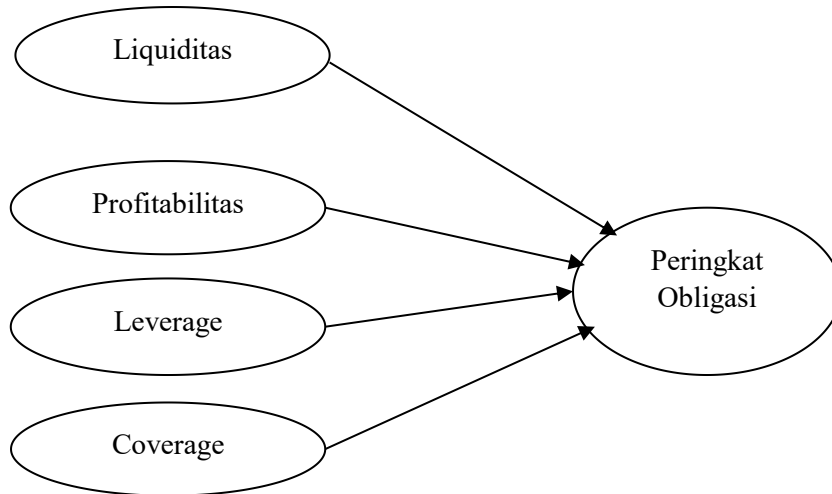 Liquiditas
Profitabilitas
Leverage
Coverage
Peringkat
Obligasi